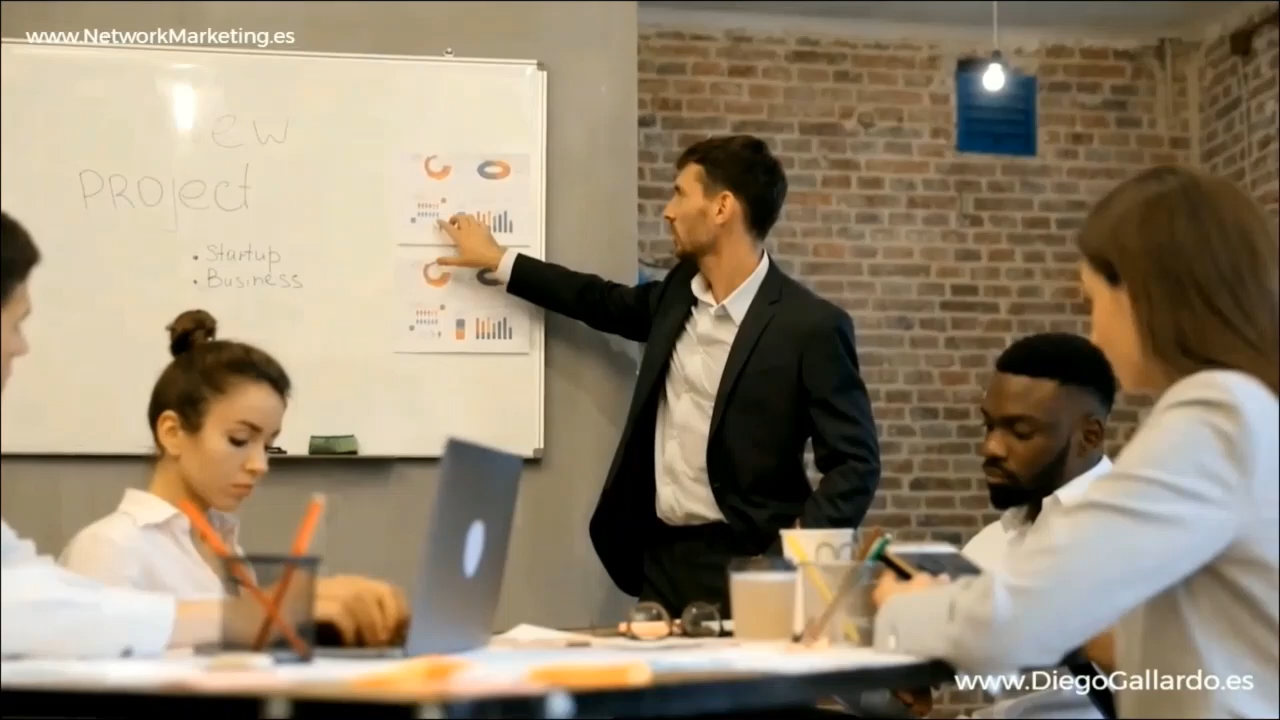 www.NetworkMarketing.es
ew
PROject
• Startup
• Business
www.DiegoGallardo.es